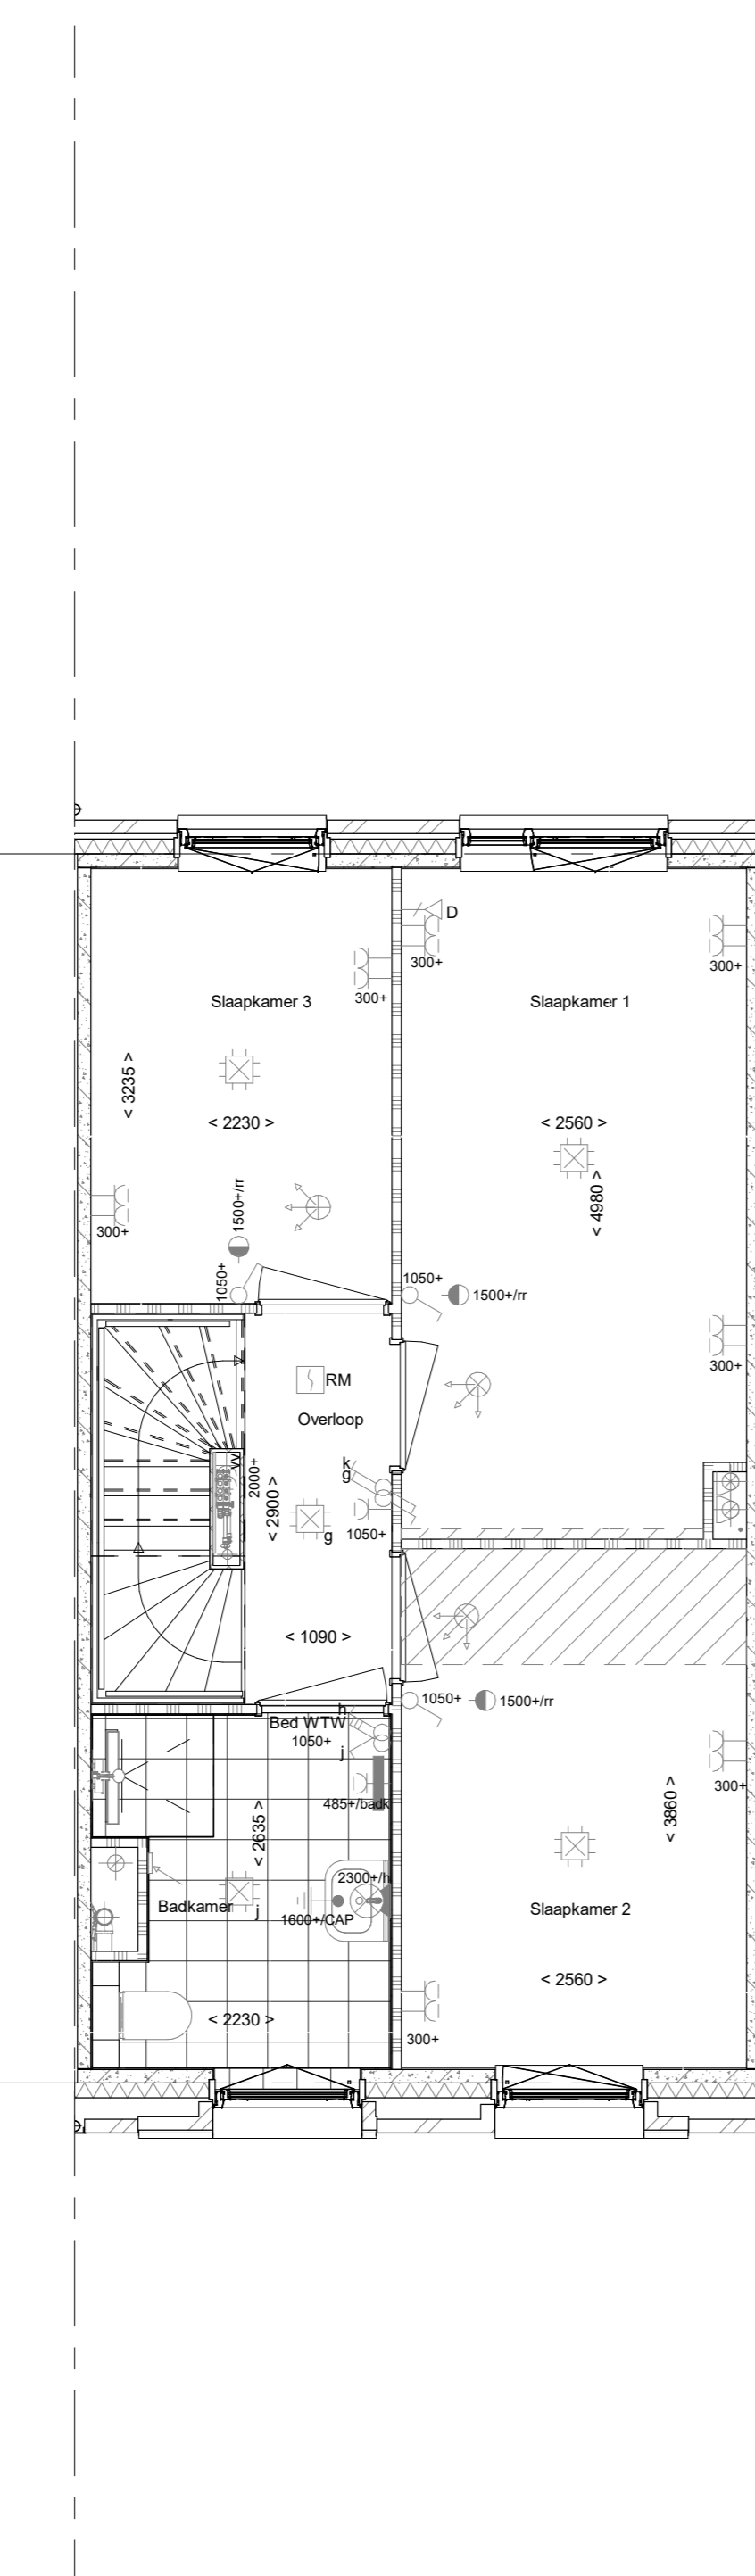 D
300+
300+
300+
Slaapkamer 3
Slaapkamer 1
< 3235 >
< 2230 >
< 2560 >
< 4980 >
300+
1500+/rr
1050+
1050+
1500+/rr
300+
RM
Overloop
k
g
2000+
< 2900 >
1050+
g
< 1090 >
h
Bed WTW
1050+
j
1050+
1500+/rr
485+/badk
300+
< 2635 >
< 3860 >
2300+/h
Badkamer
j
1600+/CAP
Slaapkamer 2
< 2560 >
< 2230 >
300+